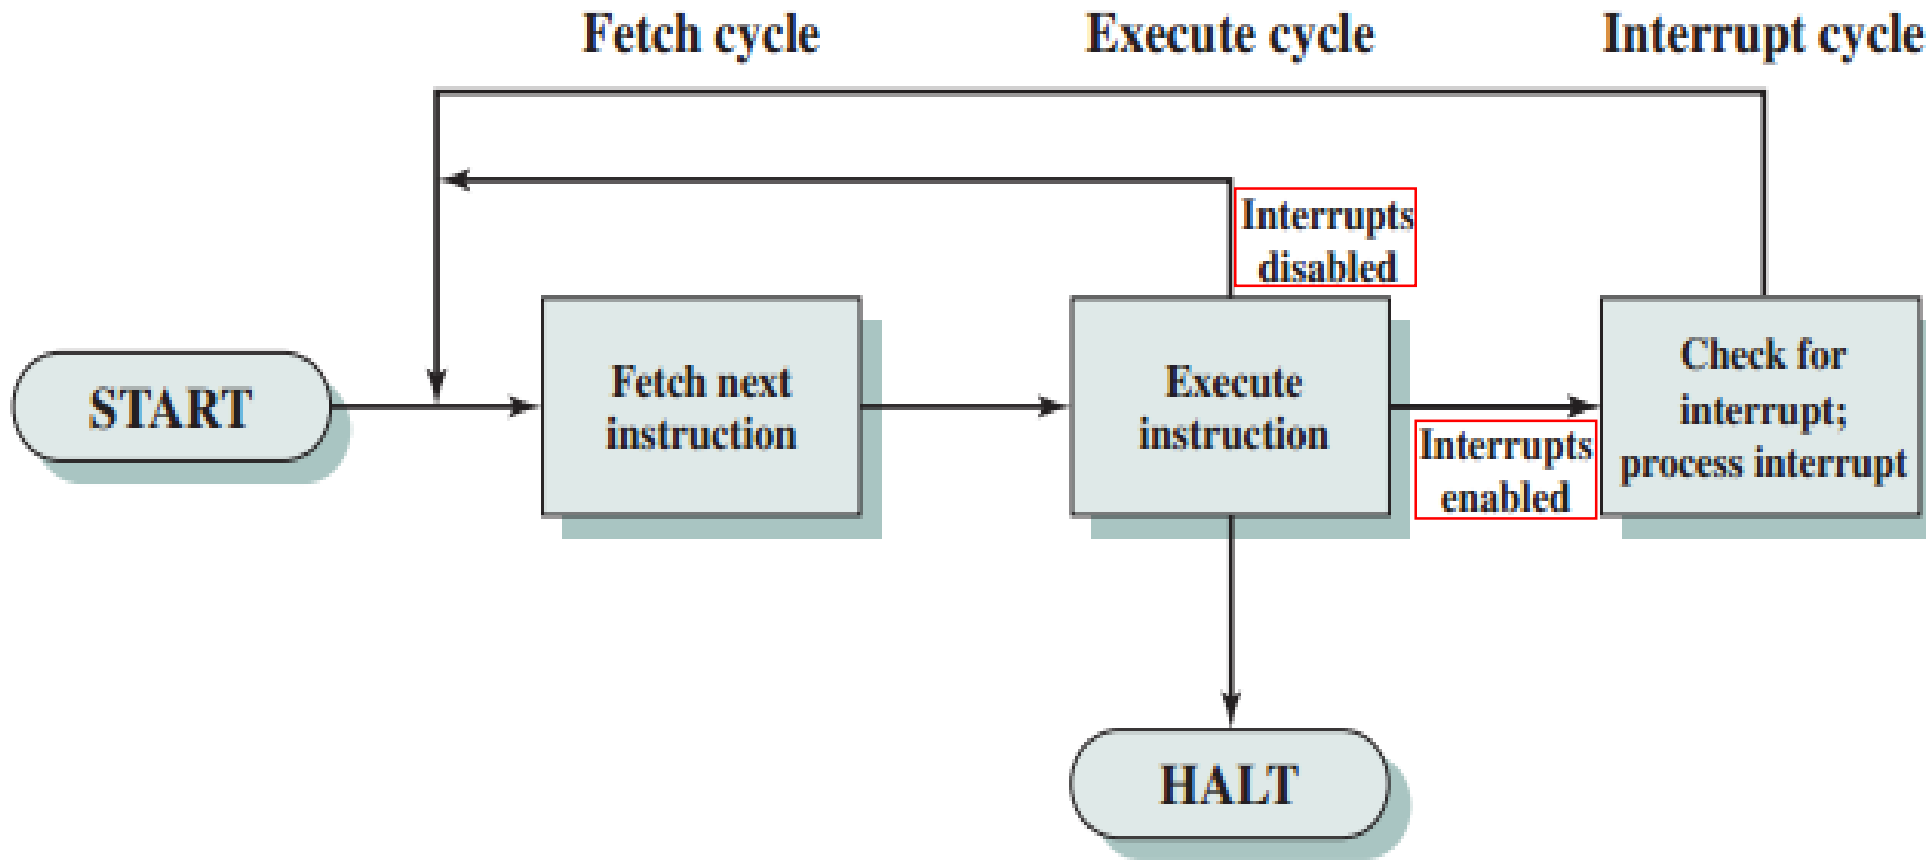 Fetch cycle
Execute cycle
Interrupt cycle
Interrupts
disabled
START
Fetch next
instruction
Execute
instruction
Interrupts
enabled
Check for
interrupt;
process interrupt
HALT